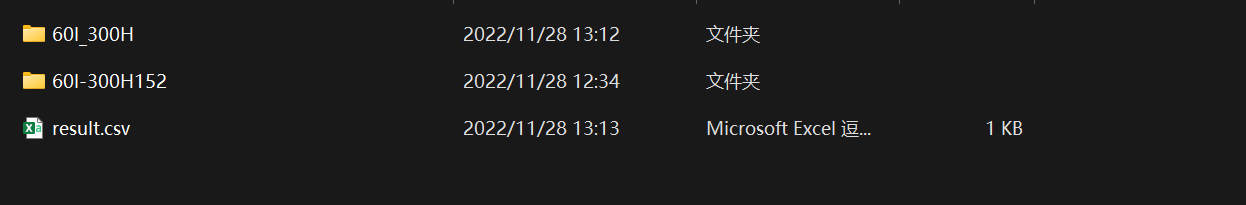 60I_300H 2022/11/28 13:12 文件夹
60I-300H152 2022/11/28 12:34 文件夹
result.csv 2022/11/28 13:13 Microsoft Excel 逗... 1 KB